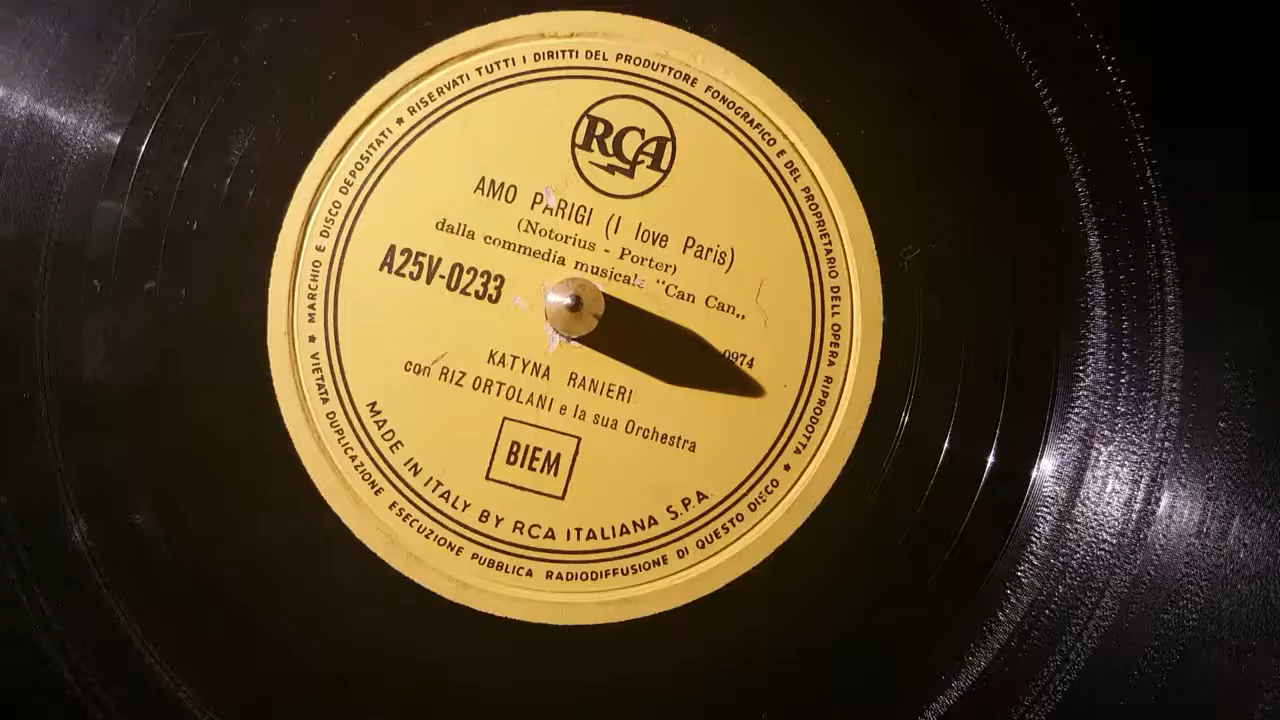 ★ RISERVATI TUTTI I DIRITTI DEL PRODUTTORE FONOGRAFICO E DEL PROPRIETARIO DELL OPERA RIPRODOTTA ★
VIETATA DUPLICAZIONE ESECUZIONE PUBBLICA RADIODIFFUSIONE DI QUESTO DISCO
★ MARCHIO E DISCO DEPOSITATI
RCA
AMO PARIGI (I love Paris)
(Notorius - Porter)
dalla commedia musicale "Can Can„
A25V-0233
0974
KATYNA RANIERI
con RIZ ORTOLANI e la sua Orchestra
BIEM
MADE IN ITALY BY RCA ITALIANA S.P.A.